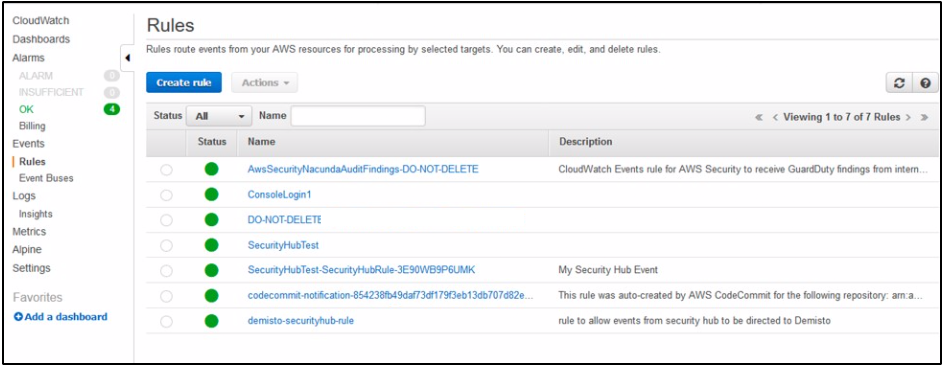 CloudWatch
Dashboards
Alarms
ALARM 0
INSUFFICIENT 0
OK 4
Billing
Events
Rules
Event Buses
Logs
Insights
Metrics
Alpine
Settings
Favorites
Add a dashboard
Rules
Rules route events from your AWS resources for processing by selected targets. You can create, edit, and delete rules.
Create rule Actions
Status All Name « < Viewing 1 to 7 of 7 Rules > »
Status Name Description
AwsSecurityNacundaAuditFindings-DO-NOT-DELETE CloudWatch Events rule for AWS Security to receive GuardDuty findings from intern...
ConsoleLogin1
DO-NOT-DELETE
SecurityHubTest
SecurityHubTest-SecurityHubRule-3E90WB9P6UMK My Security Hub Event
codecommit-notification-854238fb49daf73df179f3eb13db707d82e... This rule was auto-created by AWS CodeCommit for the following repository: arn:a...
demisto-securityhub-rule rule to allow events from security hub to be directed to Demisto